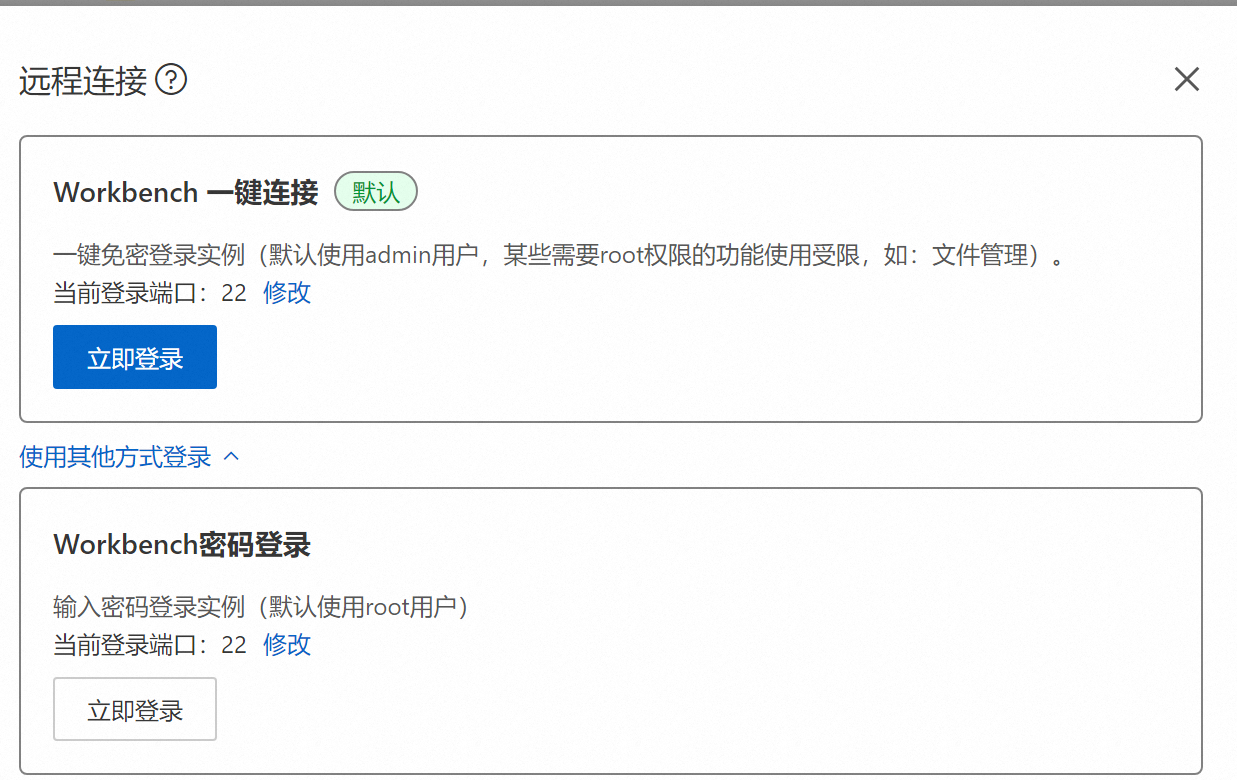 远程连接
Workbench 一键连接 默认
一键免密登录实例（默认使用admin用户，某些需要root权限的功能使用受限，如：文件管理）。
当前登录端口：22 修改
立即登录
使用其他方式登录
Workbench密码登录
输入密码登录实例（默认使用root用户）
当前登录端口：22 修改
立即登录